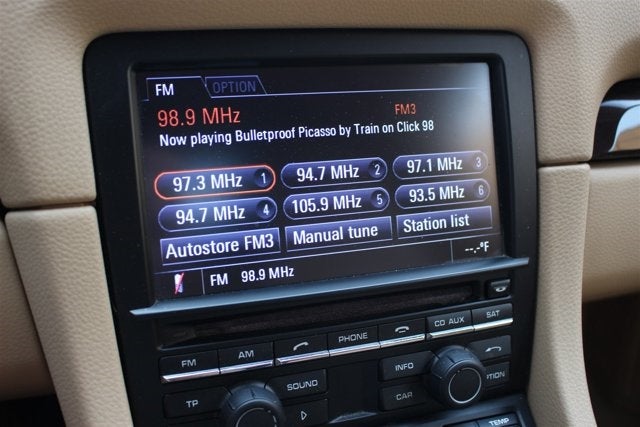 FM OPTION
98.9 MHz FM3
Now playing Bulletproof Picasso by Train on Click 98
97.3 MHz 1 94.7 MHz 2 97.1 MHz 3
94.7 MHz 4 105.9 MHz 5 93.5 MHz 6
Autostore FM3 Manual tune Station list
FM 98.9 MHz --.-°F
FM AM PHONE CD AUX SAT
TP SOUND INFO
CAR
TEMP